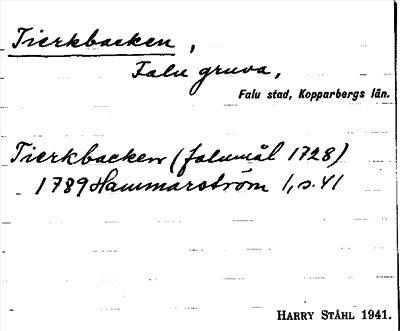 Tierkbacken,
Falu gruva,
Falu stad, Kopparbergs län.
Tierkbacken (falumål 1728)
1789 Hammarström 1, s. 41
HARRY STÅHL 1941.